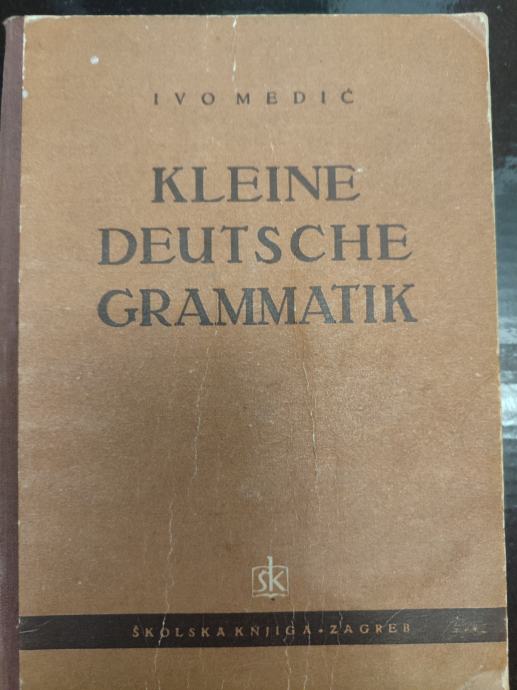 IVO MEDIĆ
KLEINE
DEUTSCHE
GRAMMATIK
ŠK
ŠKOLSKA KNJIGA • ZAGREB